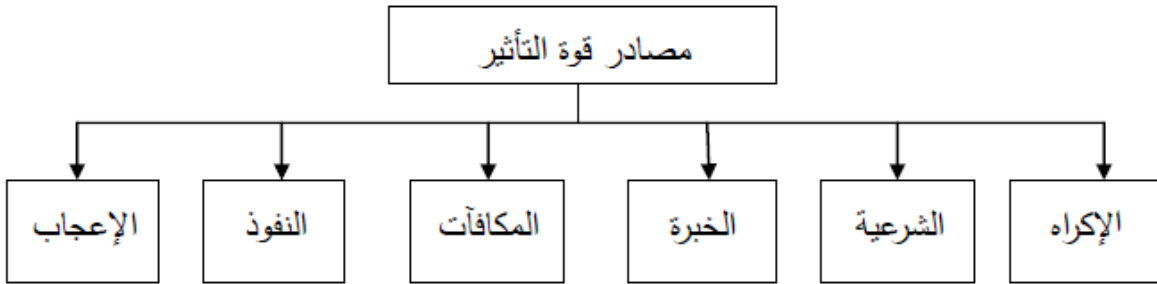 مصادر قوة التأثير
الإكراه
الشرعية
الخبرة
المكافآت
النفوذ
الإعجاب